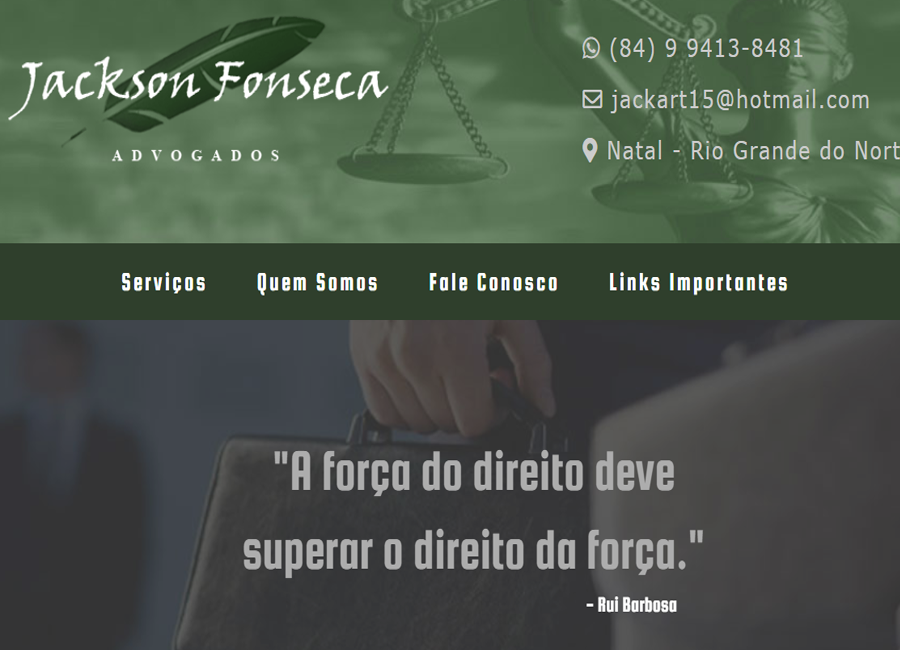 Jackson Fonseca
ADVOGADOS
(84) 9 9413-8481
jackart15@hotmail.com
Natal - Rio Grande do Nort
Serviços
Quem Somos
Fale Conosco
Links Importantes
"A força do direito deve
superar o direito da força."
- Rui Barbosa